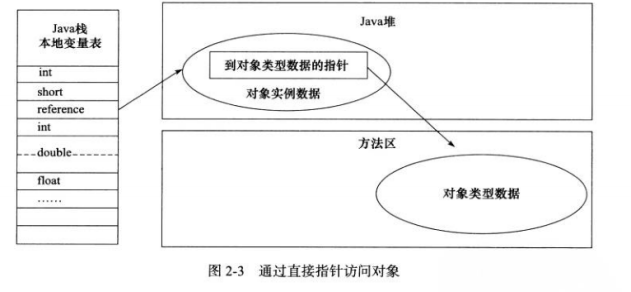 Java栈
本地变量表
int
short
reference
int
double
float
……
Java堆
到对象类型数据的指针
对象实例数据
方法区
对象类型数据
图 2-3 通过直接指针访问对象